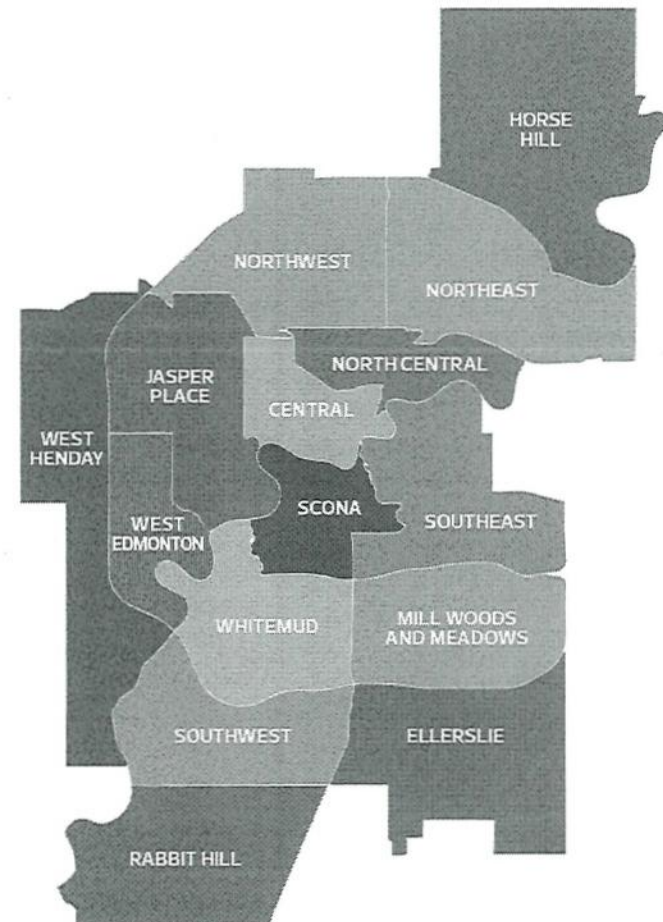 HORSE
HILL
NORTHWEST
NORTHEAST
NORTH CENTRAL
JASPER
PLACE
CENTRAL
WEST
HENDAY
SCONA
SOUTHEAST
WEST
EDMONTON
WHITEMUD
MILL WOODS
AND MEADOWS
SOUTHWEST
ELLERSLIE
RABBIT HILL